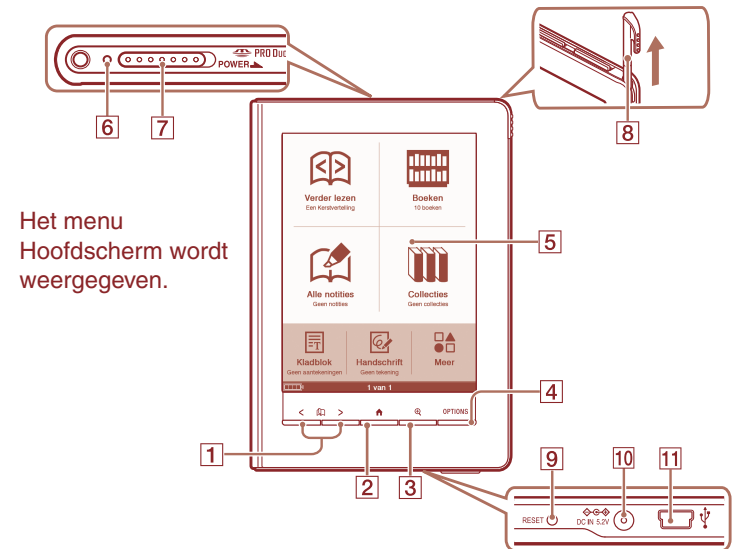 PRO DUO
POWER
6
7
8
Het menu
Hoofdscherm wordt
weergegeven.
Verder lezen
Een Kerstvertelling
Boeken
10 boeken
5
Alle notities
Geen notities
Collecties
Geen collecties
Kladblok
Geen aantekeningen
Handschrift
Geen tekening
Meer
1 van 1
4
< >
OPTIONS
1
2
3
9
10
11
RESET
DC IN 5.2V